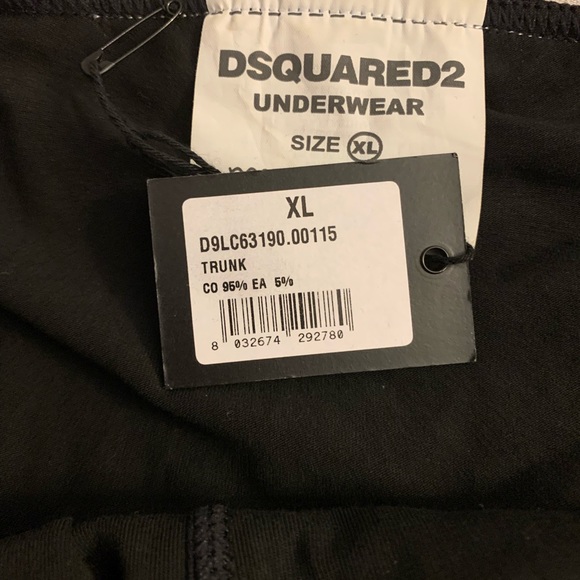 DSQUARED2
UNDERWEAR
SIZE XL
XL
D9LC63190.00115
TRUNK
CO 95% EA 5%
8 032674 292780